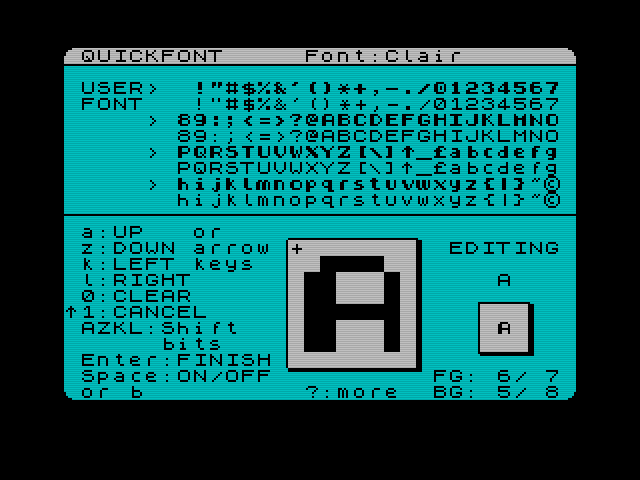 QUICKFONT Font:Clair
USER> !"#$%&´()*+,-./01234567
FONT !"#$%&´()*+,-./01234567
> 89:;<=>?@ABCDEFGHIJKLMNO
89:;<=>?@ABCDEFGHIJKLMNO
> PQRSTUVWXYZ[\]↑_£abcdefg
PQRSTUVWXYZ[\]↑_£abcdefg
> hijklmnopqrstuvwxyz{|}~©
hijklmnopqrstuvwxyz{|}~©
a:UP or
z:DOWN arrow EDITING
k:LEFT keys
l:RIGHT A
0:CLEAR
↑1:CANCEL
AZKL:Shift A
bits
Enter:FINISH
Space:ON/OFF FG: 6/ 7
or b ?:more BG: 5/ 8
+
A